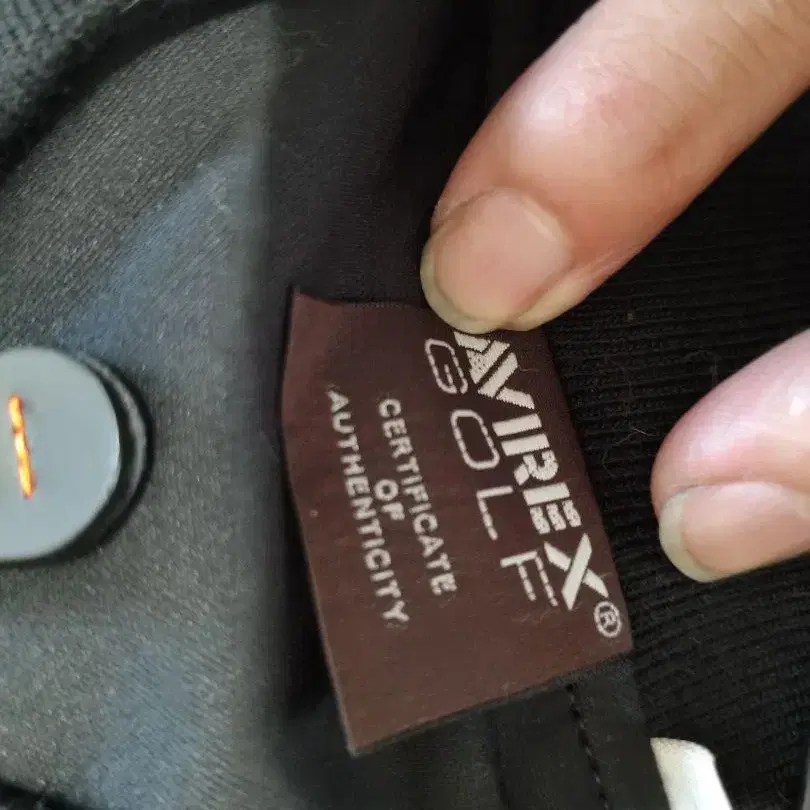 AVIREX®
GOLF
CERTIFICATE
OF
AUTHENTICITY